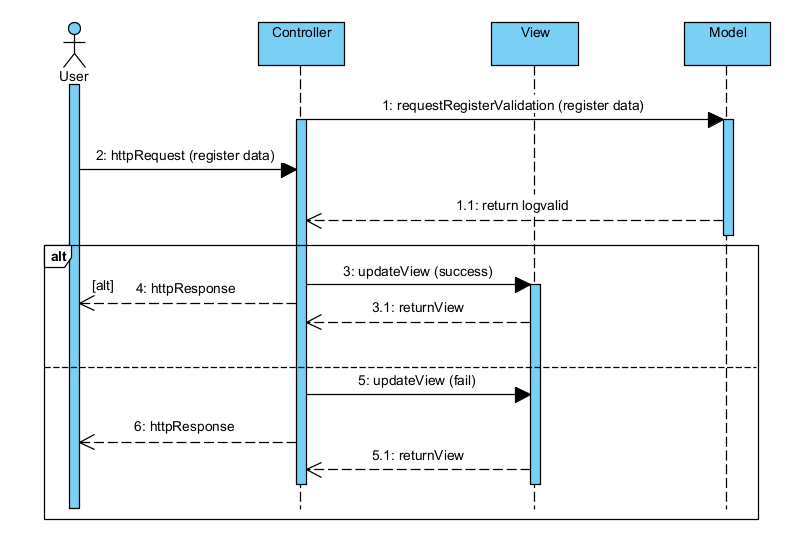 Controller
View
Model
User
1: requestRegisterValidation (register data)
2: httpRequest (register data)
1.1: return logvalid
alt
3: updateView (success)
[alt]
4: httpResponse
3.1: returnView
5: updateView (fail)
6: httpResponse
5.1: returnView